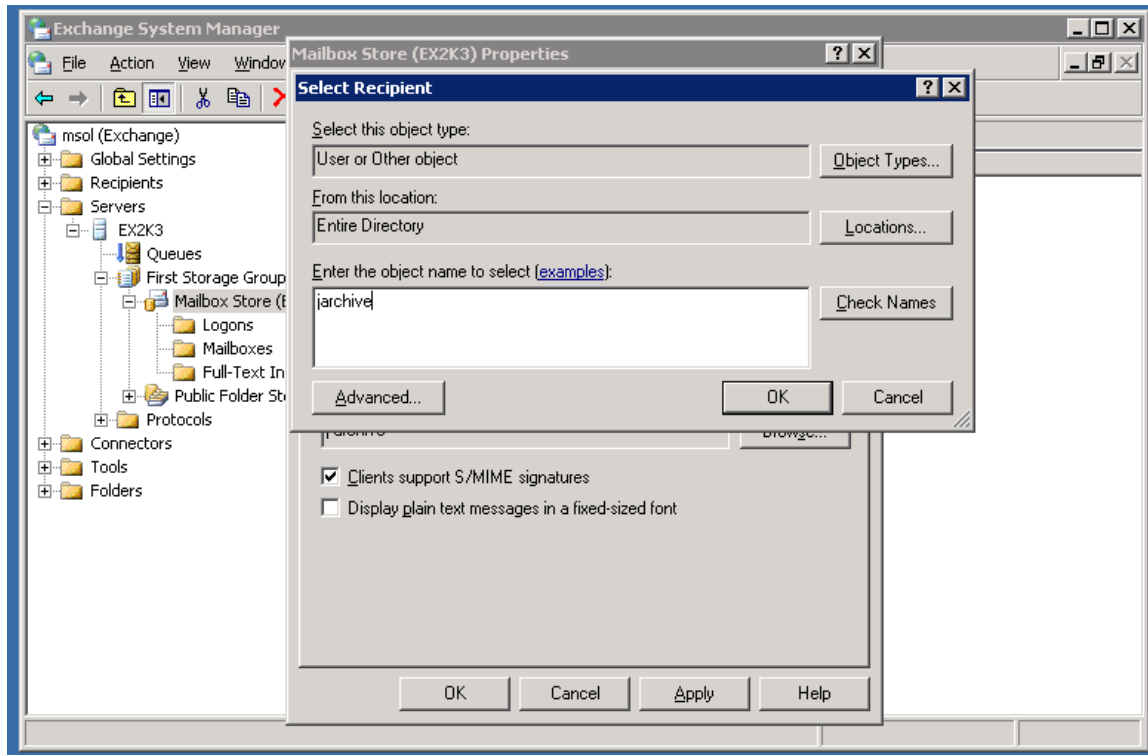 Exchange System Manager
File Action View Window
msol (Exchange)
Global Settings
Recipients
Servers
EX2K3
Queues
First Storage Group
Mailbox Store (E
Logons
Mailboxes
Full-Text In
Public Folder Sto
Protocols
Connectors
Tools
Folders
Mailbox Store (EX2K3) Properties
Select Recipient
Select this object type:
User or Other object
Object Types...
From this location:
Entire Directory
Locations...
Enter the object name to select (examples):
jarchive
Check Names
Advanced...
OK
Cancel
Browse...
Clients support S/MIME signatures
Display plain text messages in a fixed-sized font
OK
Cancel
Apply
Help